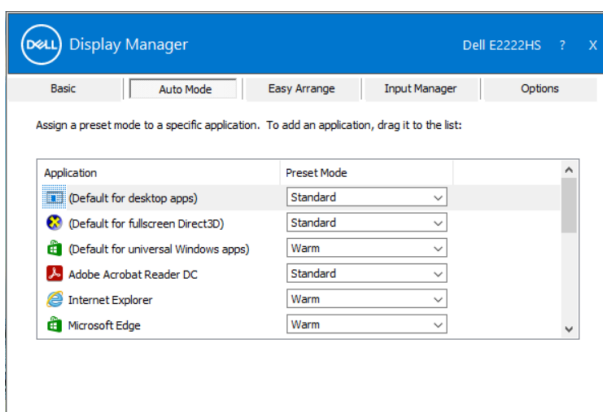 DELL Display Manager Dell E2222HS ? X
Basic Auto Mode Easy Arrange Input Manager Options
Assign a preset mode to a specific application. To add an application, drag it to the list:
Application Preset Mode
(Default for desktop apps) Standard
(Default for fullscreen Direct3D) Standard
(Default for universal Windows apps) Warm
Adobe Acrobat Reader DC Standard
Internet Explorer Warm
Microsoft Edge Warm